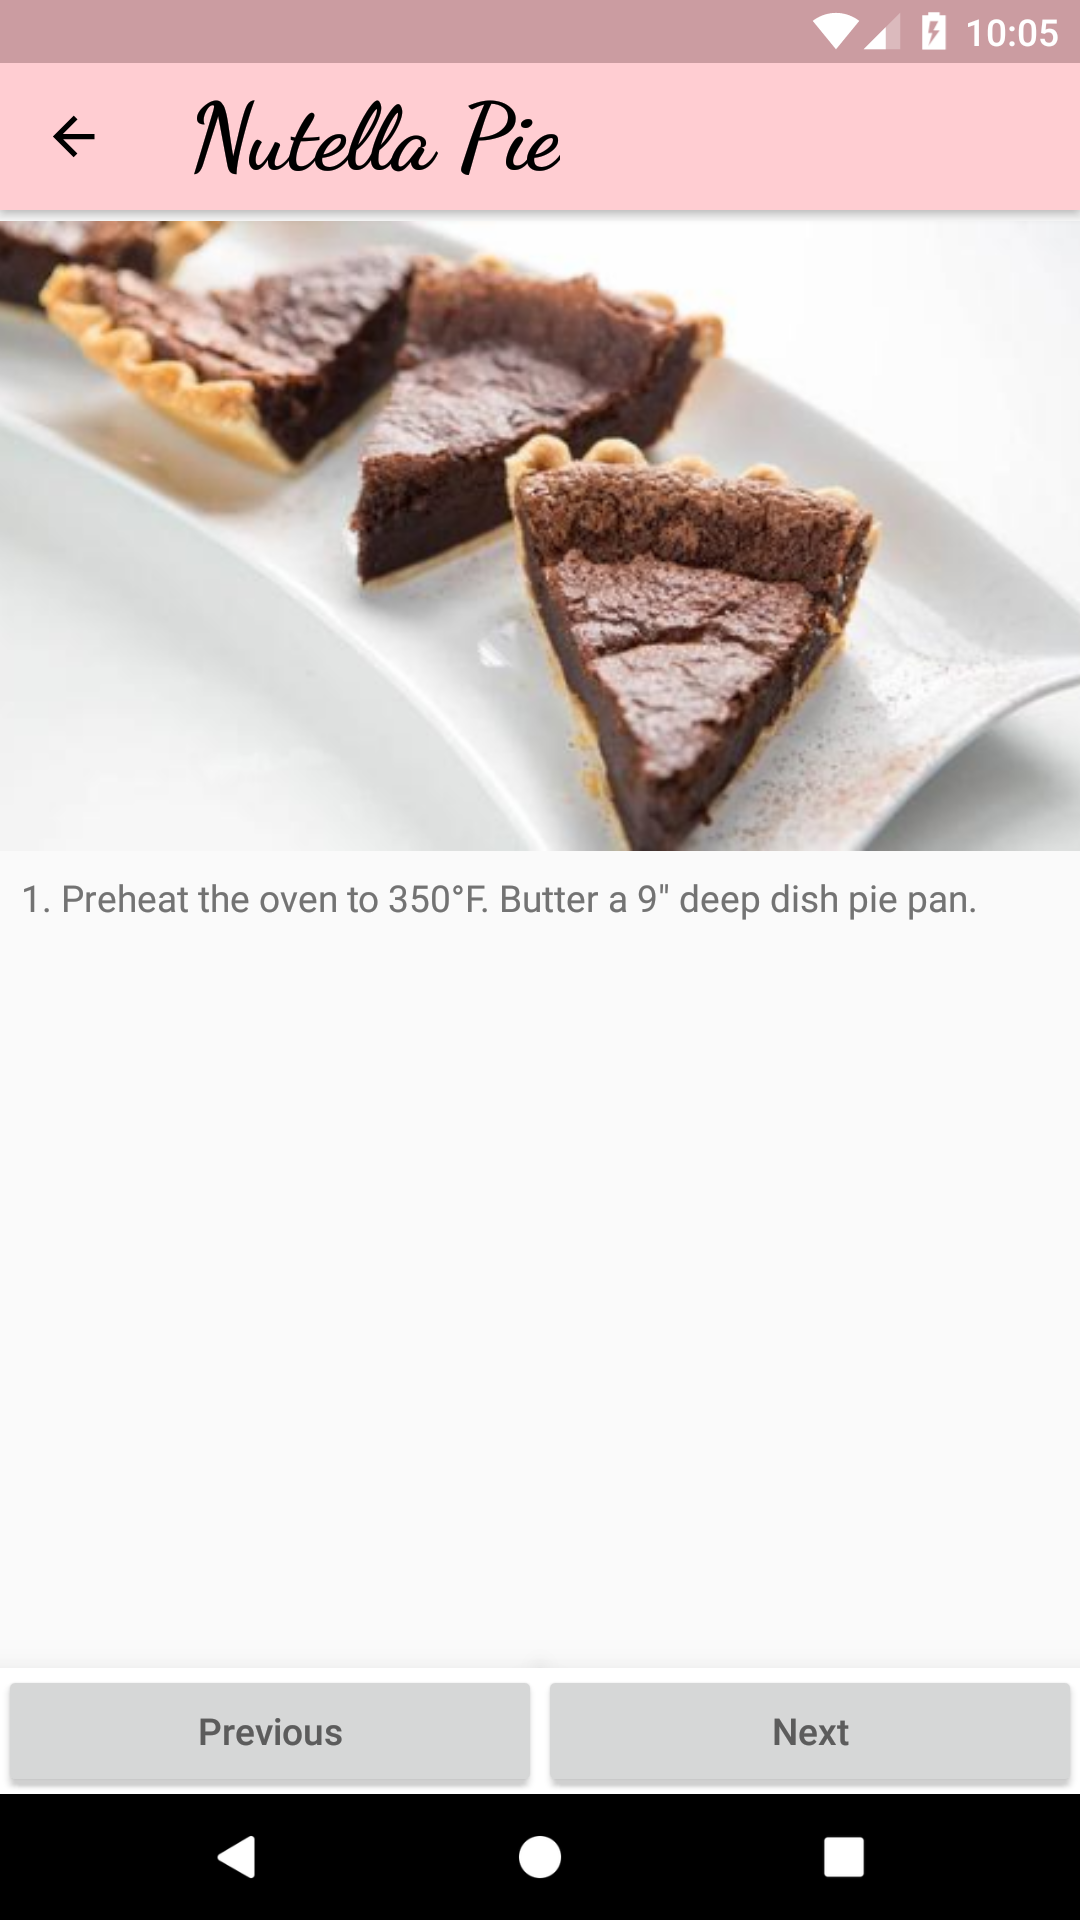 10:05
Nutella Pie
1. Preheat the oven to 350°F. Butter a 9" deep dish pie pan.
Previous
Next